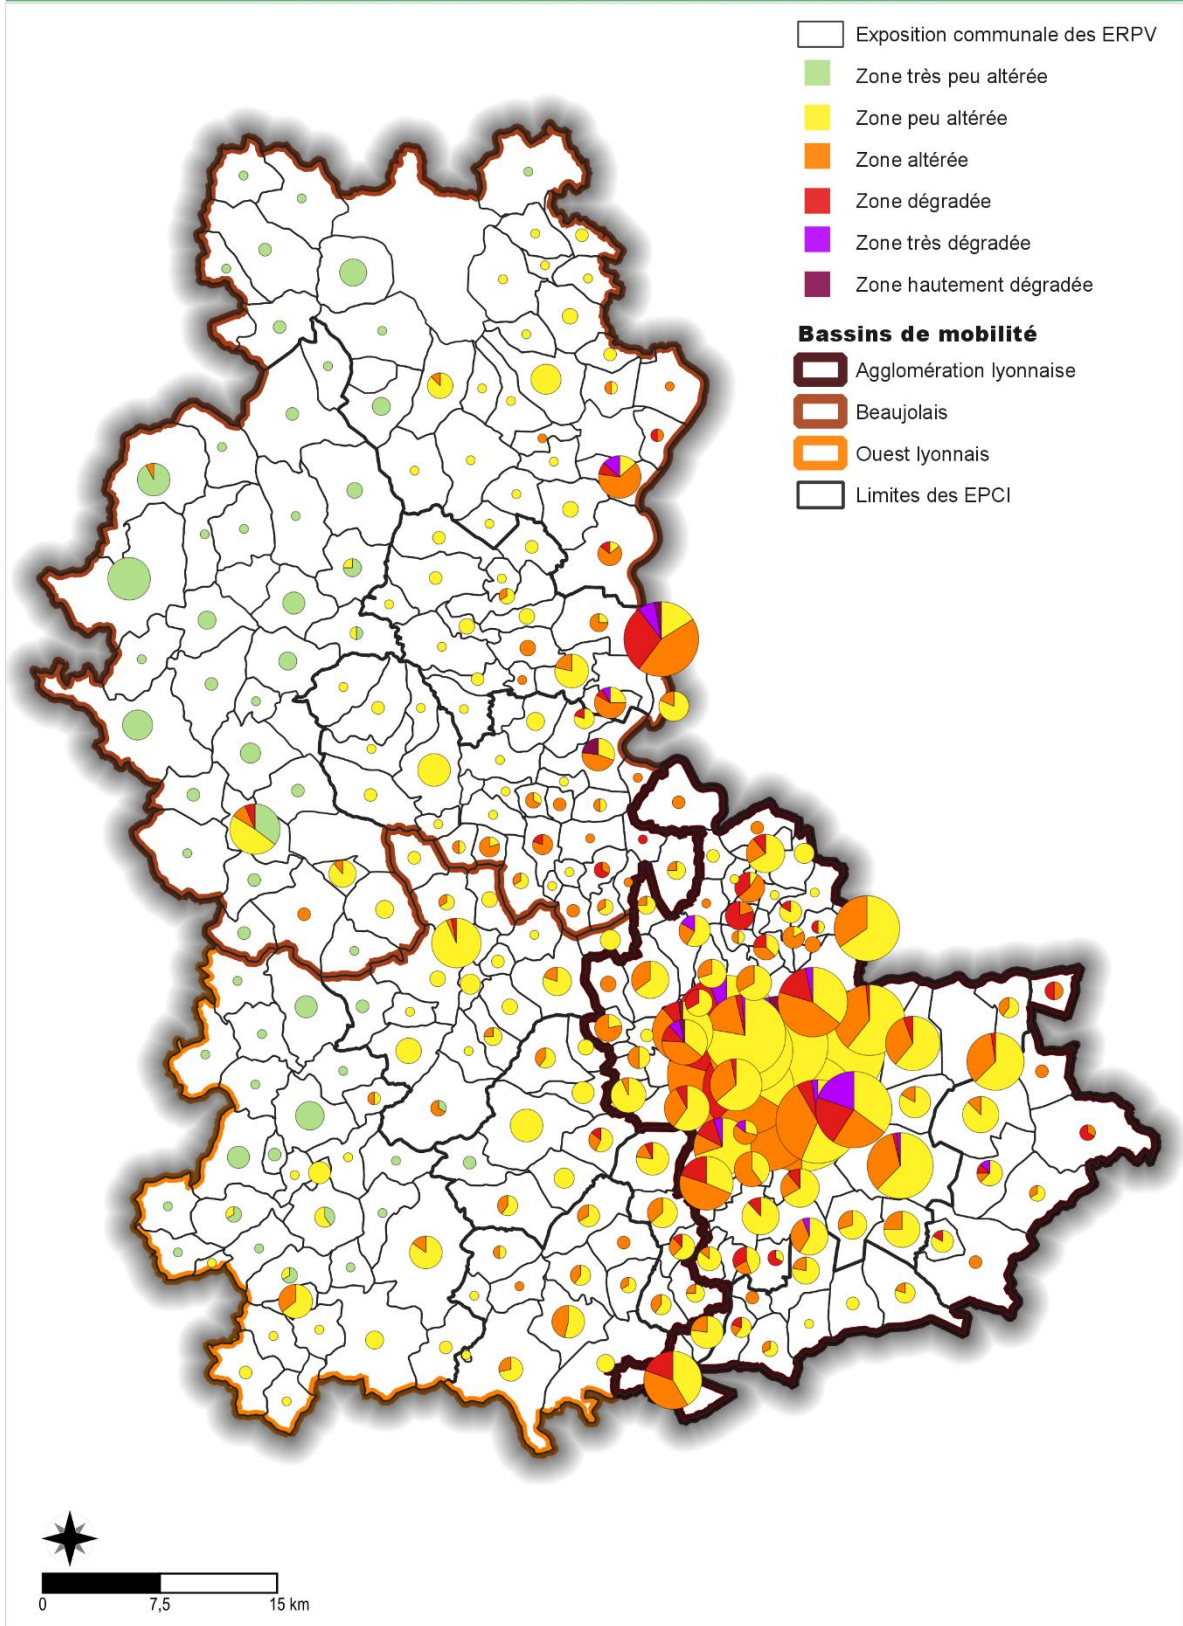 Exposition communale des ERPV
Zone très peu altérée
Zone peu altérée
Zone altérée
Zone dégradée
Zone très dégradée
Zone hautement dégradée
Bassins de mobilité
Agglomération lyonnaise
Beaujolais
Ouest lyonnais
Limites des EPCI
0 7,5 15 km